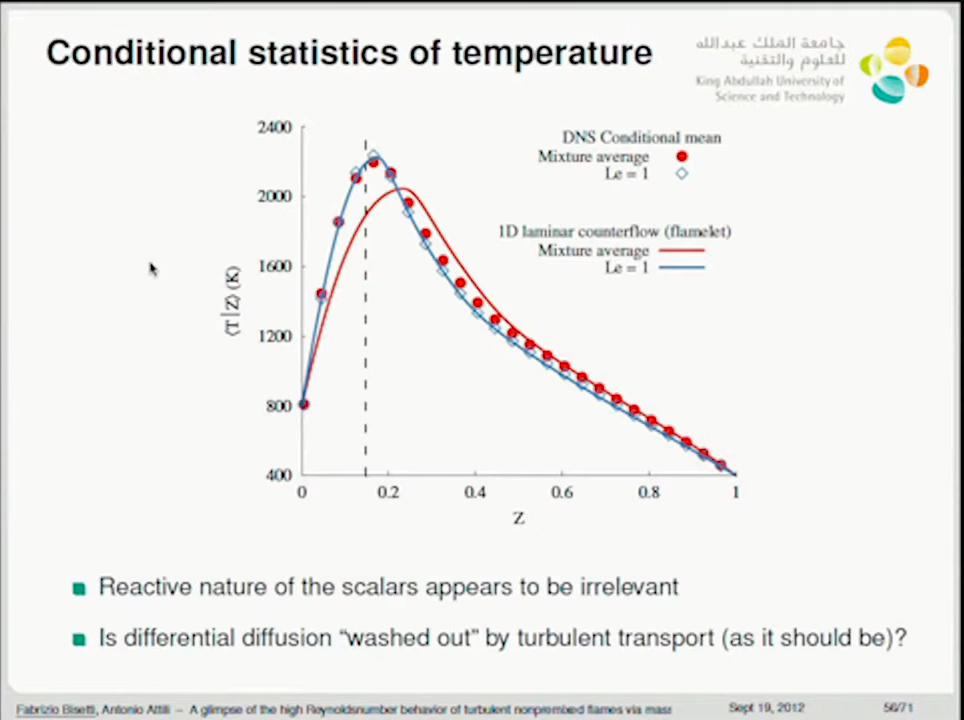 Conditional statistics of temperature
جامعة الملك عبدالله
للعلوم والتقنية
King Abdullah University of
Science and Technology
2400
2000
1600
1200
800
400
⟨T|Z⟩ (K)
DNS Conditional mean
Mixture average
Le = 1
1D laminar counterflow (flamelet)
Mixture average
Le = 1
0 0.2 0.4 0.6 0.8 1
Z
Reactive nature of the scalars appears to be irrelevant
Is differential diffusion “washed out” by turbulent transport (as it should be)?
Fabrizio Bisetti, Antonio Attili – A glimpse of the high Reynoldsnumber behavior of turbulent nonpremixed flames via mass
Sept 19, 2012
56/71